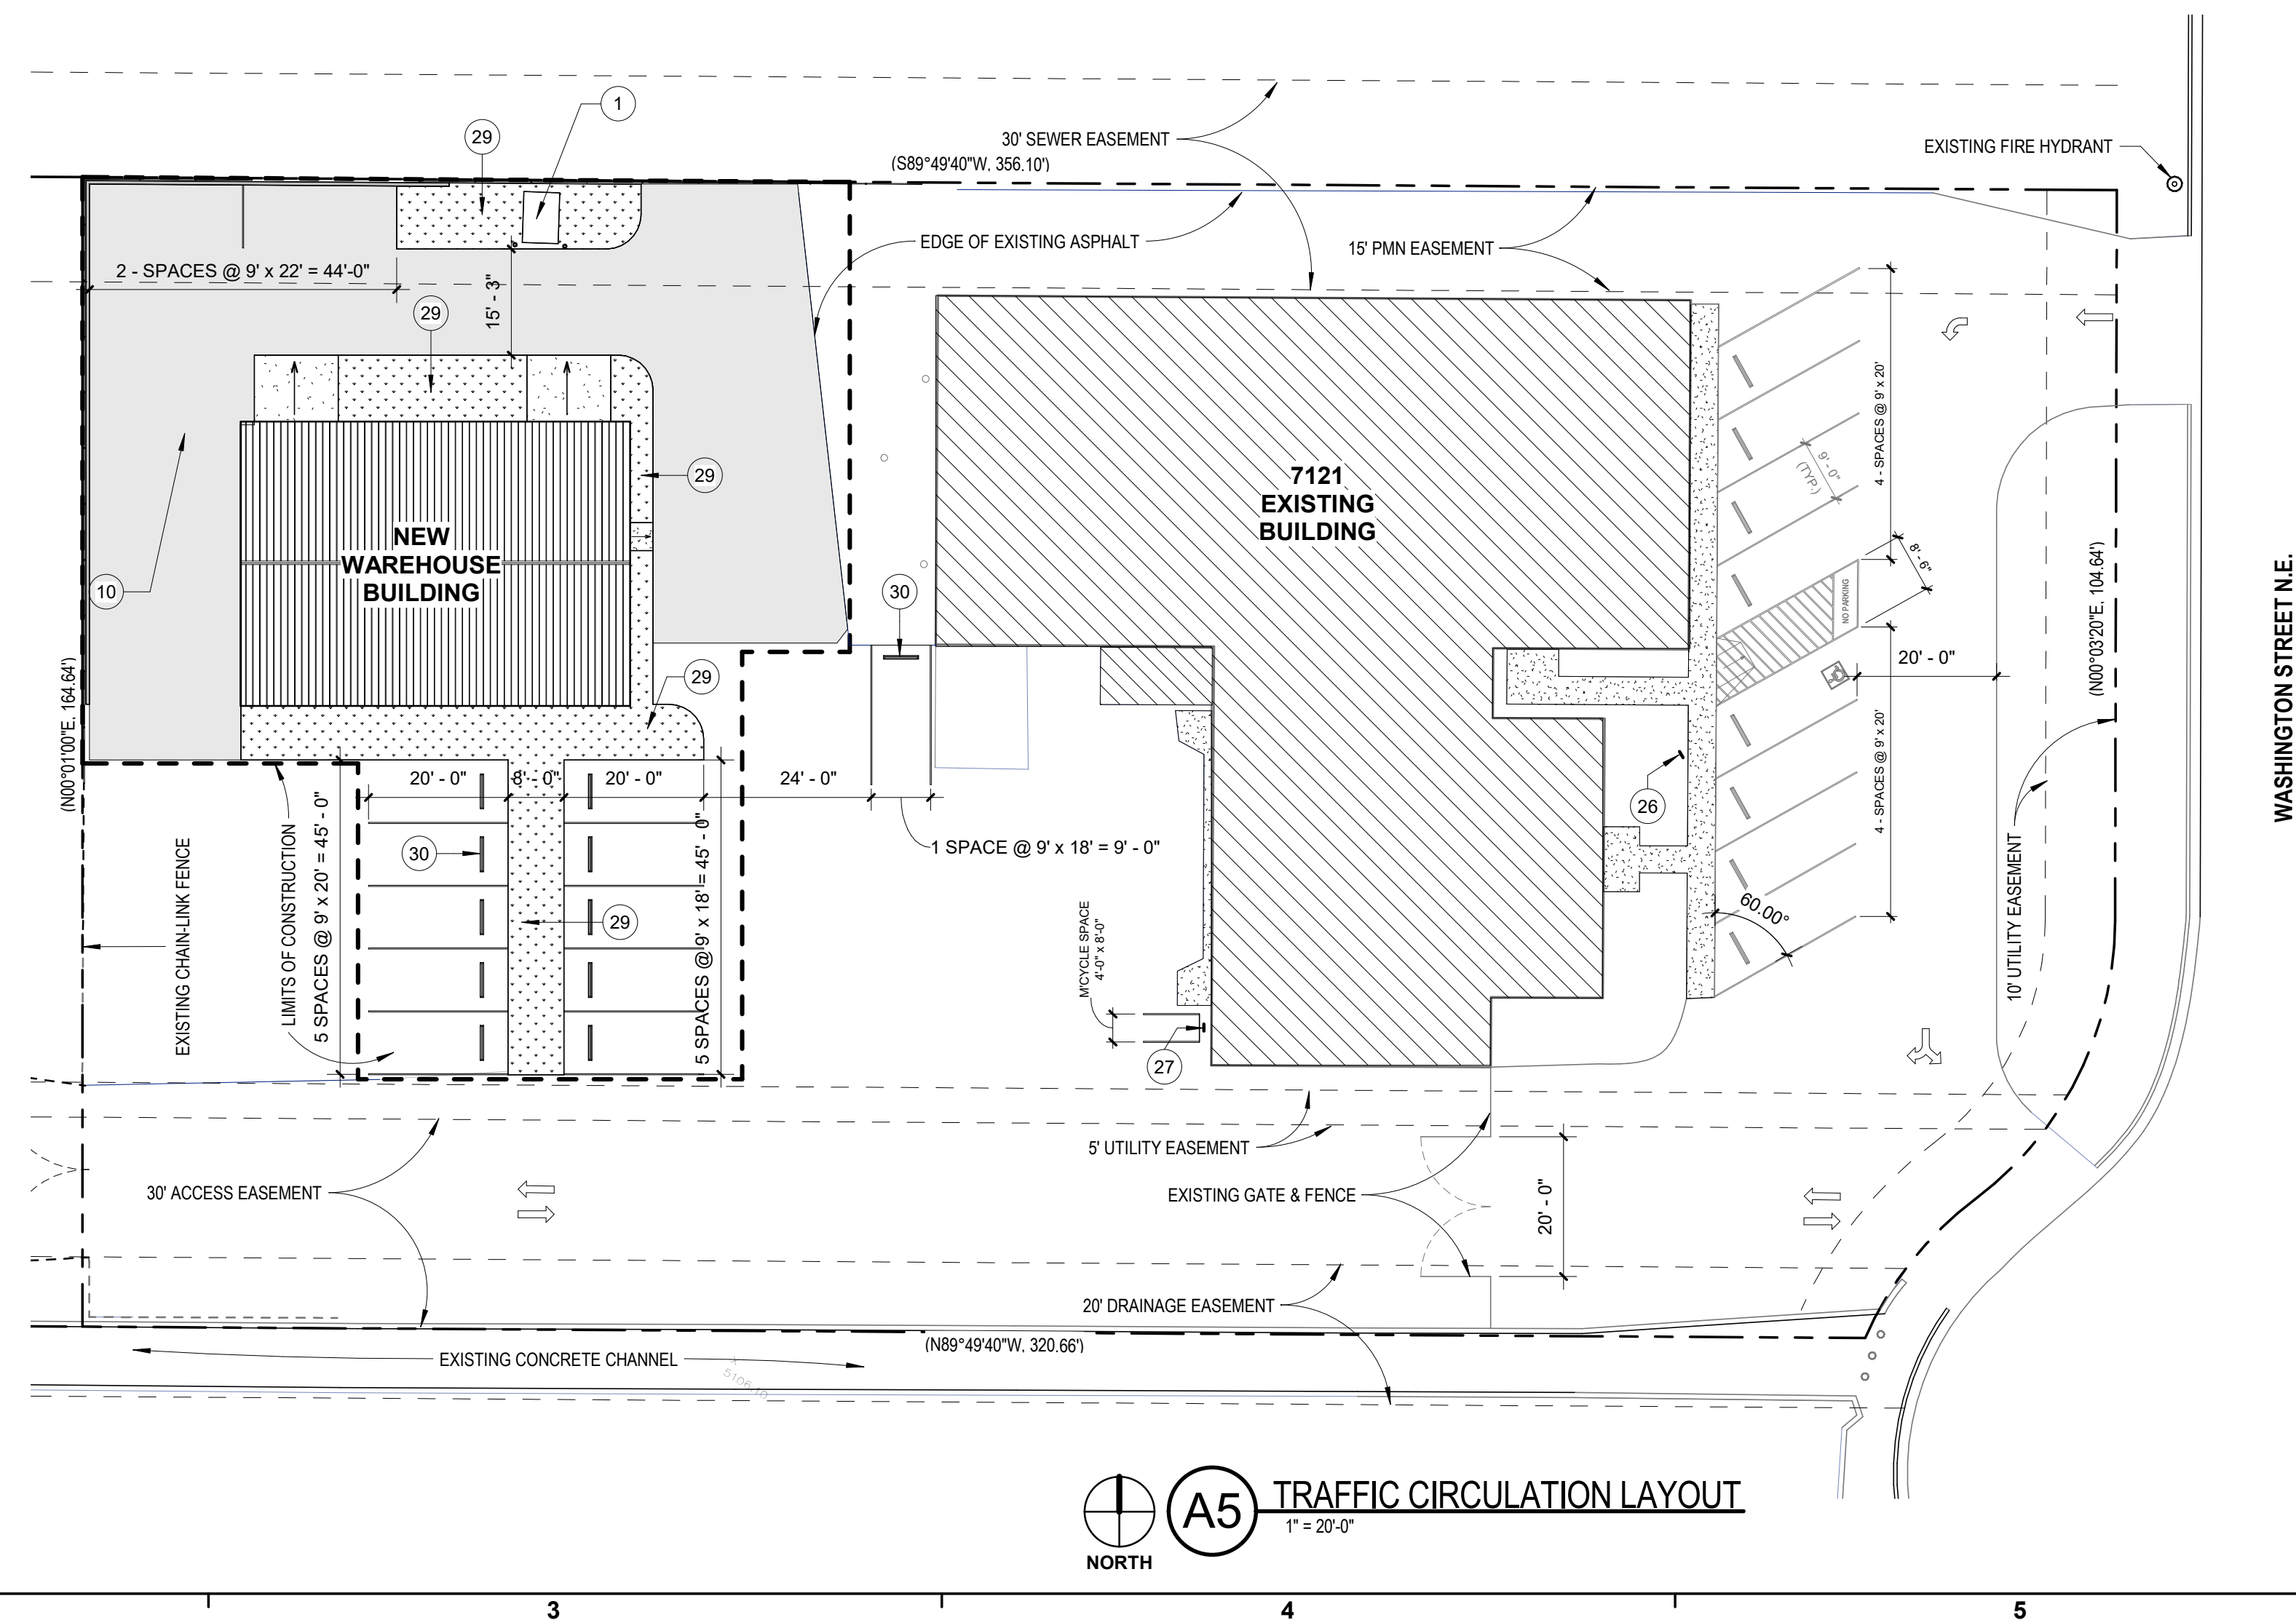 1
29
30' SEWER EASEMENT
(S89°49'40"W, 356.10')
EXISTING FIRE HYDRANT
EDGE OF EXISTING ASPHALT
15' PMN EASEMENT
2 - SPACES @ 9' x 22' = 44'-0"
15' - 3"
29
4 - SPACES @ 9' x 20'
9' - 0"
(TYP.)
29
7121
EXISTING
BUILDING
NEW
WAREHOUSE
BUILDING
10
30
8' - 6"
NO PARKING
(N00°03'20"E, 104.64')
WASHINGTON STREET N.E.
20' - 0"
29
(N00°01'00"E, 164.64')
20' - 0"
8' - 0"
20' - 0"
24' - 0"
4 - SPACES @ 9' x 20'
26
1 SPACE @ 9' x 18' = 9' - 0"
30
5 SPACES @ 9' x 20' = 45' - 0"
5 SPACES @ 9' x 18' = 45' - 0"
LIMITS OF CONSTRUCTION
EXISTING CHAIN-LINK FENCE
29
60.00°
10' UTILITY EASEMENT
M'CYCLE SPACE
4'-0" x 8'-0"
27
5' UTILITY EASEMENT
30' ACCESS EASEMENT
EXISTING GATE & FENCE
20' - 0"
20' DRAINAGE EASEMENT
(N89°49'40"W, 320.66')
EXISTING CONCRETE CHANNEL
5106.10
A5
TRAFFIC CIRCULATION LAYOUT
1" = 20'-0"
NORTH
3
4
5